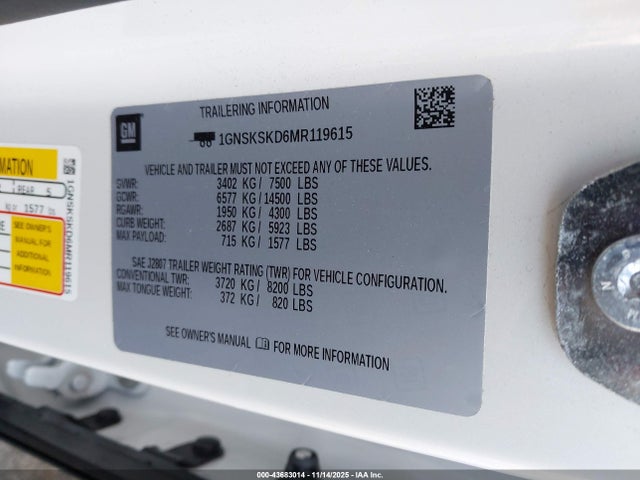 GM
TRAILERING INFORMATION
1GNSKSKD6MR119615
VEHICLE AND TRAILER MUST NOT EXCEED ANY OF THESE VALUES.
GVWR: 3402 KG / 7500 LBS
GCWR: 6577 KG / 14500 LBS
RGAWR: 1950 KG / 4300 LBS
CURB WEIGHT: 2687 KG / 5923 LBS
MAX PAYLOAD: 715 KG / 1577 LBS
SAE J2807 TRAILER WEIGHT RATING (TWR) FOR VEHICLE CONFIGURATION.
CONVENTIONAL TWR: 3720 KG / 8200 LBS
MAX TONGUE WEIGHT: 372 KG / 820 LBS
SEE OWNER'S MANUAL FOR MORE INFORMATION
MATION
REAR 5
1577
SEE OWNER'S
MANUAL FOR
ADDITIONAL
INFORMATION
1GNSKSKD6MR119615
000-43683014 - 11/14/2025 - IAA Inc.